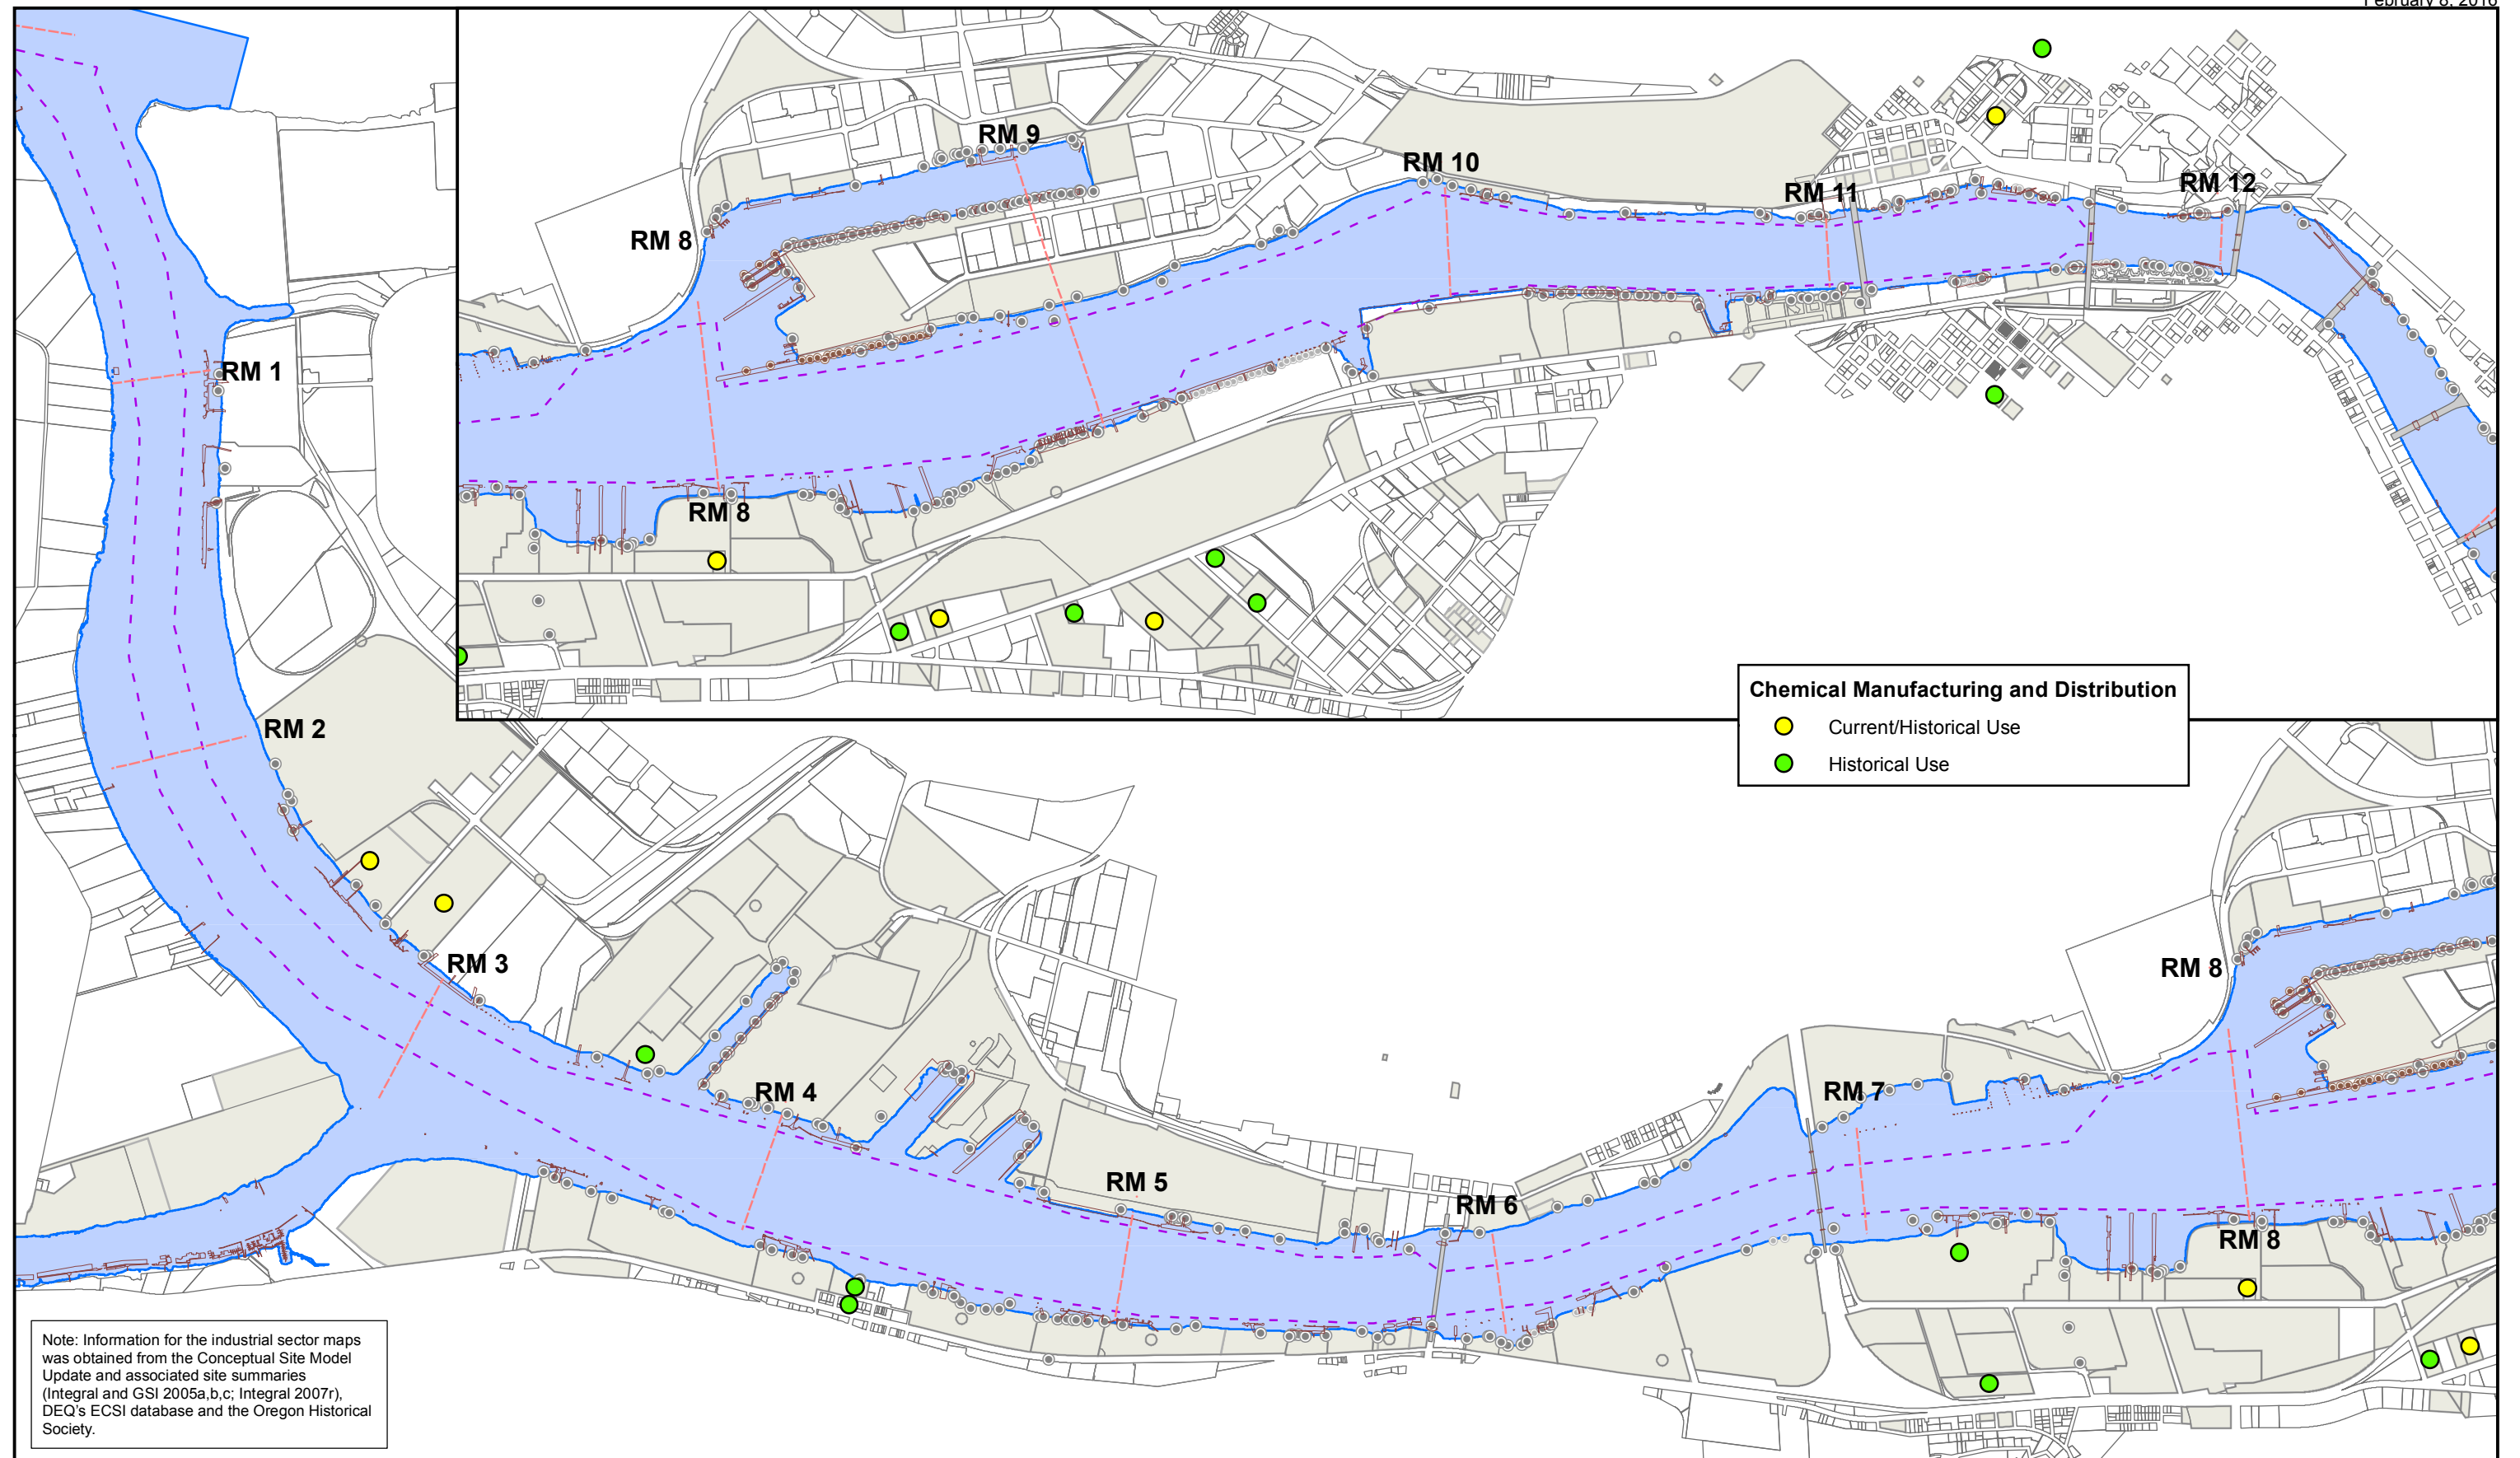 February 8, 2016
RM 9
RM 10
RM 11
RM 12
RM 8
RM 8
RM 1
RM 2
RM 3
RM 4
RM 5
RM 6
RM 7
RM 8
RM 8
Chemical Manufacturing and Distribution
Current/Historical Use
Historical Use
Note: Information for the industrial sector maps
was obtained from the Conceptual Site Model
Update and associated site summaries
(Integral and GSI 2005a,b,c; Integral 2007r),
DEQ's ECSI database and the Oregon Historical
Society.